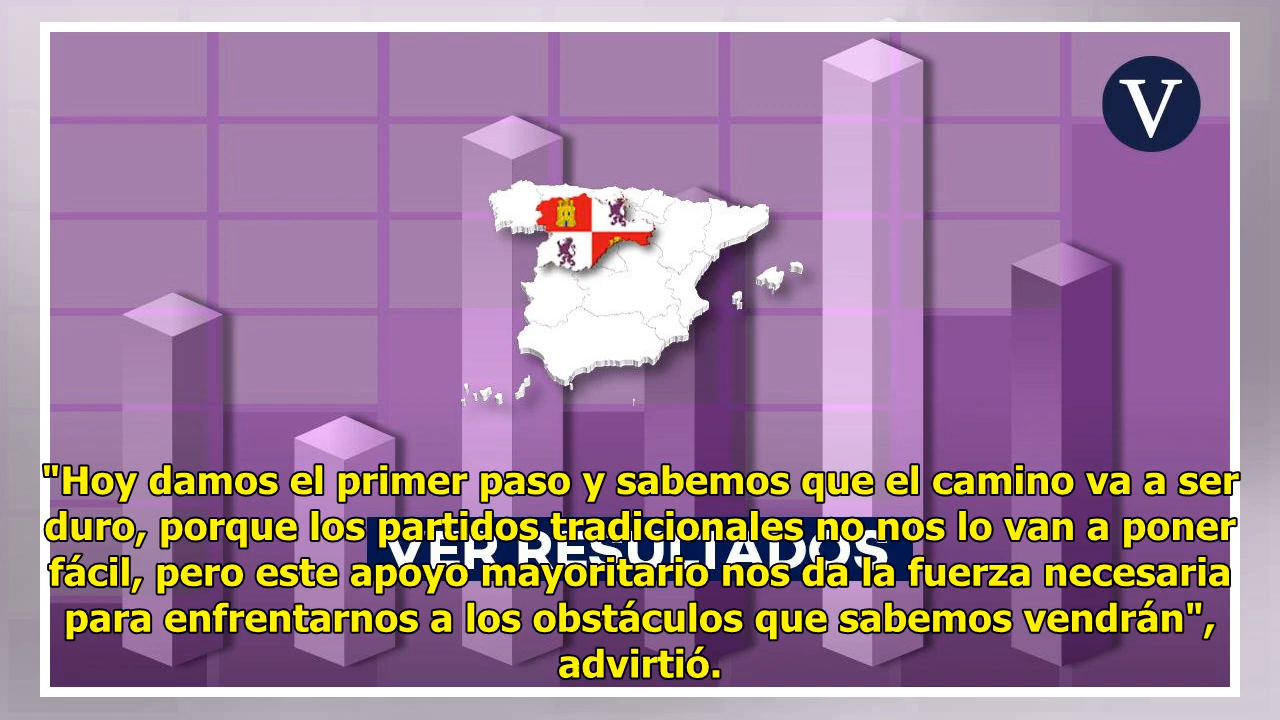 V
"Hoy damos el primer paso y sabemos que el camino va a ser
duro, porque los partidos tradicionales no nos lo van a poner
VER RESULTADOS
fácil, pero este apoyo mayoritario nos da la fuerza necesaria
para enfrentarnos a los obstáculos que sabemos vendrán",
advirtió.